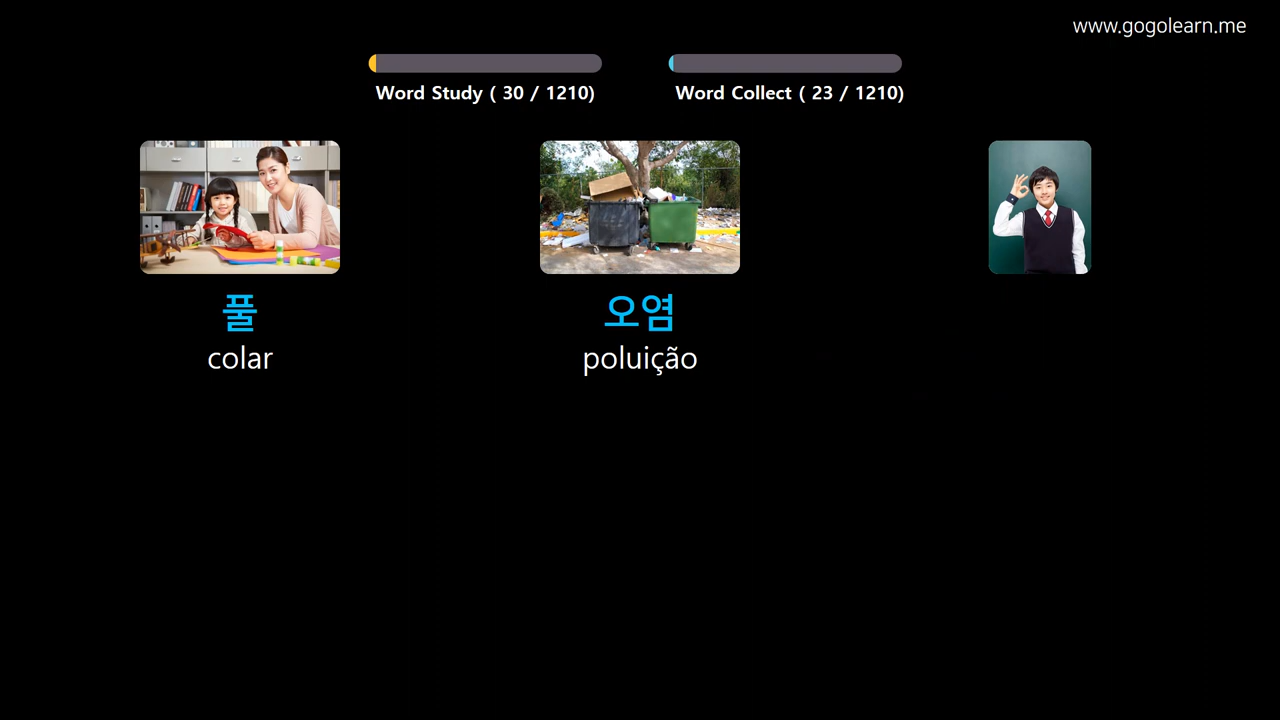 www.gogolearn.me
Word Study ( 30 / 1210)
Word Collect ( 23 / 1210)
풀
colar
오염
poluição